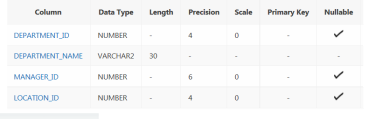 Column Data Type Length Precision Scale Primary Key Nullable
DEPARTMENT_ID NUMBER - 4 0 - ✔
DEPARTMENT_NAME VARCHAR2 30 - - - -
MANAGER_ID NUMBER - 6 0 - ✔
LOCATION_ID NUMBER - 4 0 - ✔